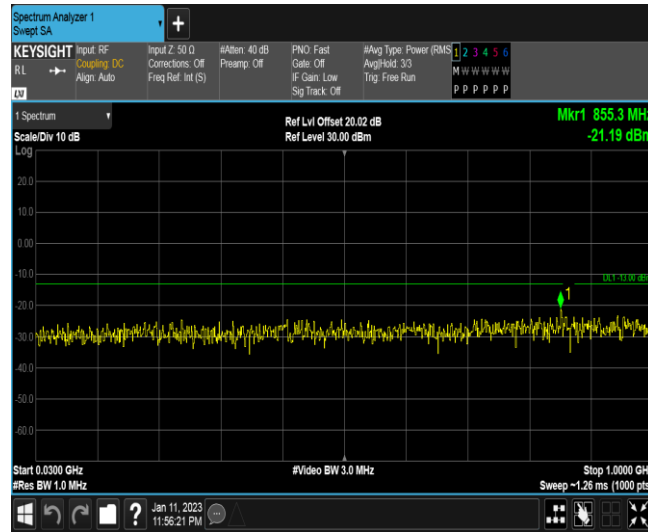 Spectrum Analyzer 1
Swept SA
KEYSIGHT
RL
LXI
Input: RF
Coupling: DC
Align: Auto
Input Z: 50 Ω
Corrections: Off
Freq Ref: Int (S)
#Atten: 40 dB
Preamp: Off
PNO: Fast
Gate: Off
IF Gain: Low
Sig Track: Off
#Avg Type: Power (RMS
Avg|Hold: 3/3
Trig: Free Run
1 2 3 4 5 6
M W W W W W
P P P P P P
1 Spectrum
Scale/Div 10 dB
Log
Ref Lvl Offset 20.02 dB
Ref Level 30.00 dBm
Mkr1 855.3 MHz
-21.19 dBm
20.0
10.0
0.00
-10.0
DL1 -13.00 dBm
1
-20.0
-30.0
-40.0
-50.0
-60.0
Start 0.0300 GHz
#Res BW 1.0 MHz
#Video BW 3.0 MHz
Stop 1.0000 GH
Sweep ~1.26 ms (1000 pts
Jan 11, 2023
11:56:21 PM